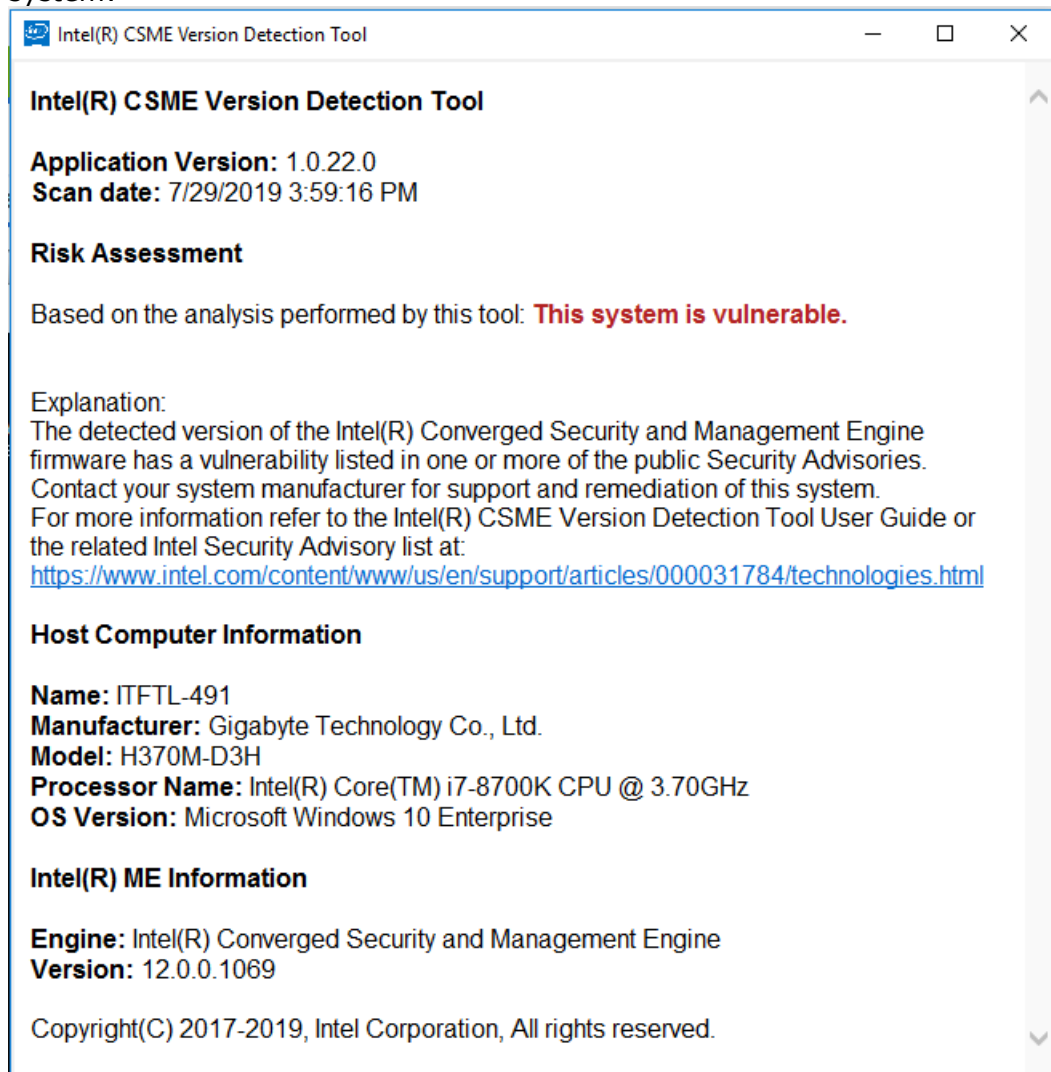 system.
Intel(R) CSME Version Detection Tool
Intel(R) CSME Version Detection Tool
Application Version: 1.0.22.0
Scan date: 7/29/2019 3:59:16 PM
Risk Assessment
Based on the analysis performed by this tool: This system is vulnerable.
Explanation:
The detected version of the Intel(R) Converged Security and Management Engine
firmware has a vulnerability listed in one or more of the public Security Advisories.
Contact your system manufacturer for support and remediation of this system.
For more information refer to the Intel(R) CSME Version Detection Tool User Guide or
the related Intel Security Advisory list at:
https://www.intel.com/content/www/us/en/support/articles/000031784/technologies.html
Host Computer Information
Name: ITFTL-491
Manufacturer: Gigabyte Technology Co., Ltd.
Model: H370M-D3H
Processor Name: Intel(R) Core(TM) i7-8700K CPU @ 3.70GHz
OS Version: Microsoft Windows 10 Enterprise
Intel(R) ME Information
Engine: Intel(R) Converged Security and Management Engine
Version: 12.0.0.1069
Copyright(C) 2017-2019, Intel Corporation, All rights reserved.